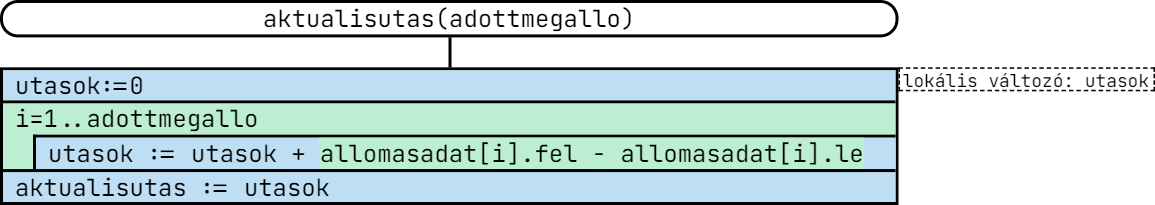 aktualisutas(adottmegallo)
utasok:=0
lokális változó: utasok
i=1..adottmegallo
utasok := utasok + allomasadat[i].fel - allomasadat[i].le
aktualisutas := utasok